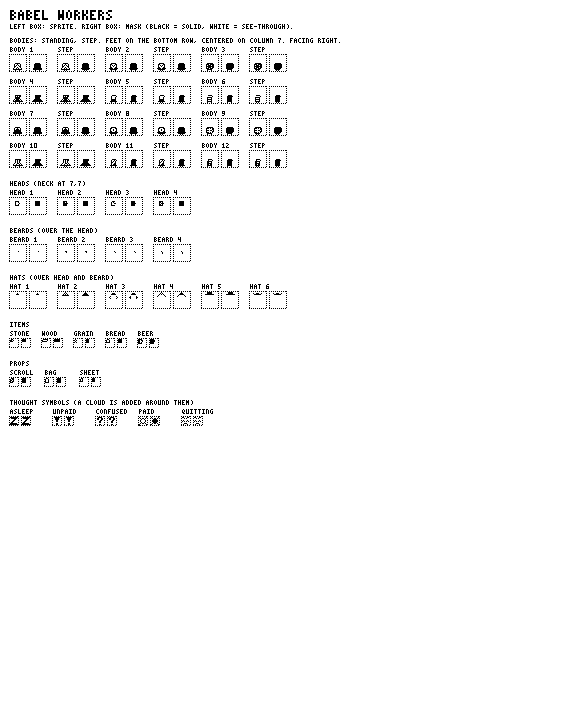 BABEL WORKERS
LEFT BOX: SPRITE. RIGHT BOX: MASK (BLACK = SOLID, WHITE = SEE-THROUGH).
BODIES: STANDING, STEP. FEET ON THE BOTTOM ROW, CENTERED ON COLUMN 7, FACING RIGHT.
BODY 1 STEP BODY 2 STEP BODY 3 STEP
BODY 4 STEP BODY 5 STEP BODY 6 STEP
BODY 7 STEP BODY 8 STEP BODY 9 STEP
BODY 10 STEP BODY 11 STEP BODY 12 STEP
HEADS (NECK AT 7,7)
HEAD 1 HEAD 2 HEAD 3 HEAD 4
BEARDS (OVER THE HEAD)
BEARD 1 BEARD 2 BEARD 3 BEARD 4
HATS (OVER HEAD AND BEARD)
HAT 1 HAT 2 HAT 3 HAT 4 HAT 5 HAT 6
ITEMS
STONE WOOD GRAIN BREAD BEER
PROPS
SCROLL BAG SHEET
THOUGHT SYMBOLS (A CLOUD IS ADDED AROUND THEM)
ASLEEP UNPAID CONFUSED PAID QUITTING